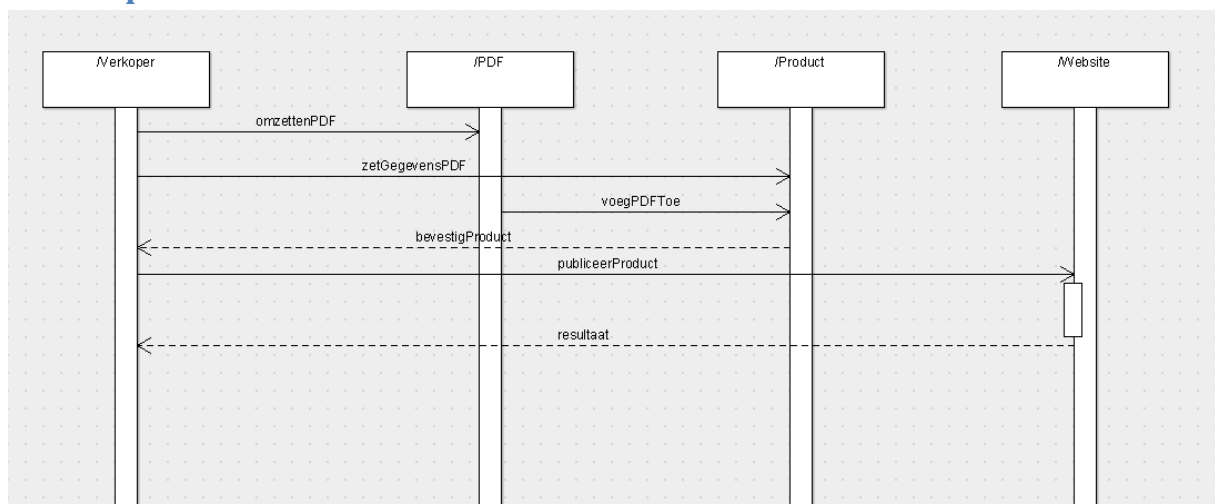 /Verkoper
/PDF
/Product
/Website
omzettenPDF
zetGegevensPDF
voegPDFToe
bevestigProduct
publiceerProduct
resultaat